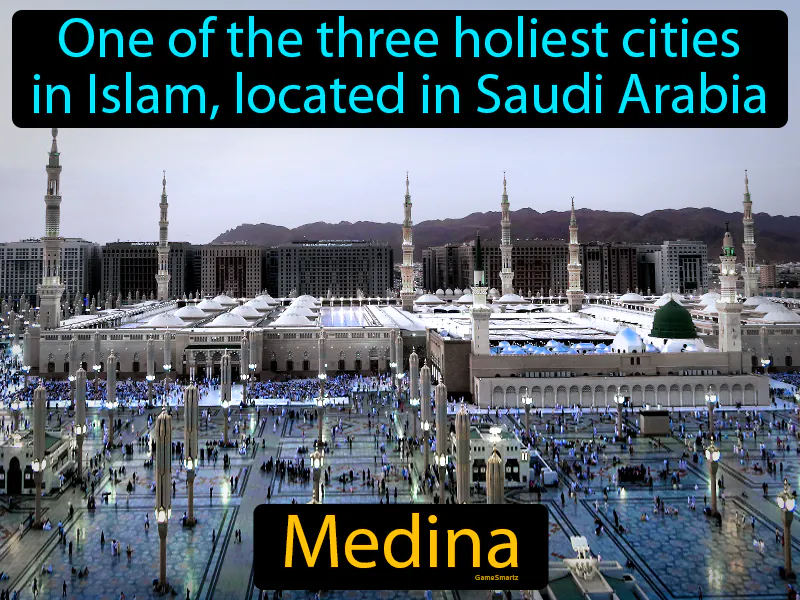 One of the three holiest cities
in Islam, located in Saudi Arabia
Medina
GameSmartz